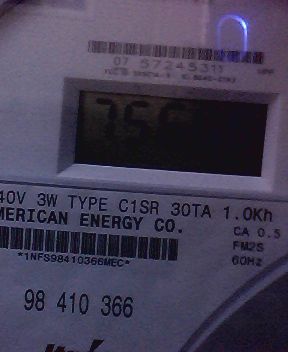 07 57245311
40V 3W TYPE C1SR 30TA 1.0Kh
MERICAN ENERGY CO.
CA 0.5
*1NFS98410366MEC*
FM2S
60Hz
98 410 366